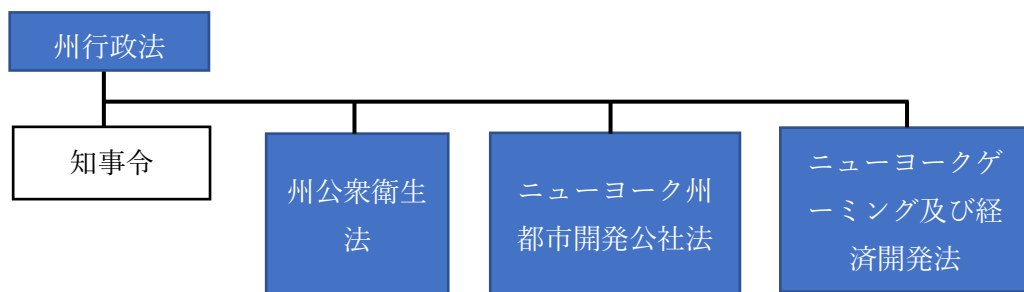 州行政法
知事令
州公衆衛生
法
ニューヨーク州
都市開発公社法
ニューヨークゲ
ーミング及び経
済開発法